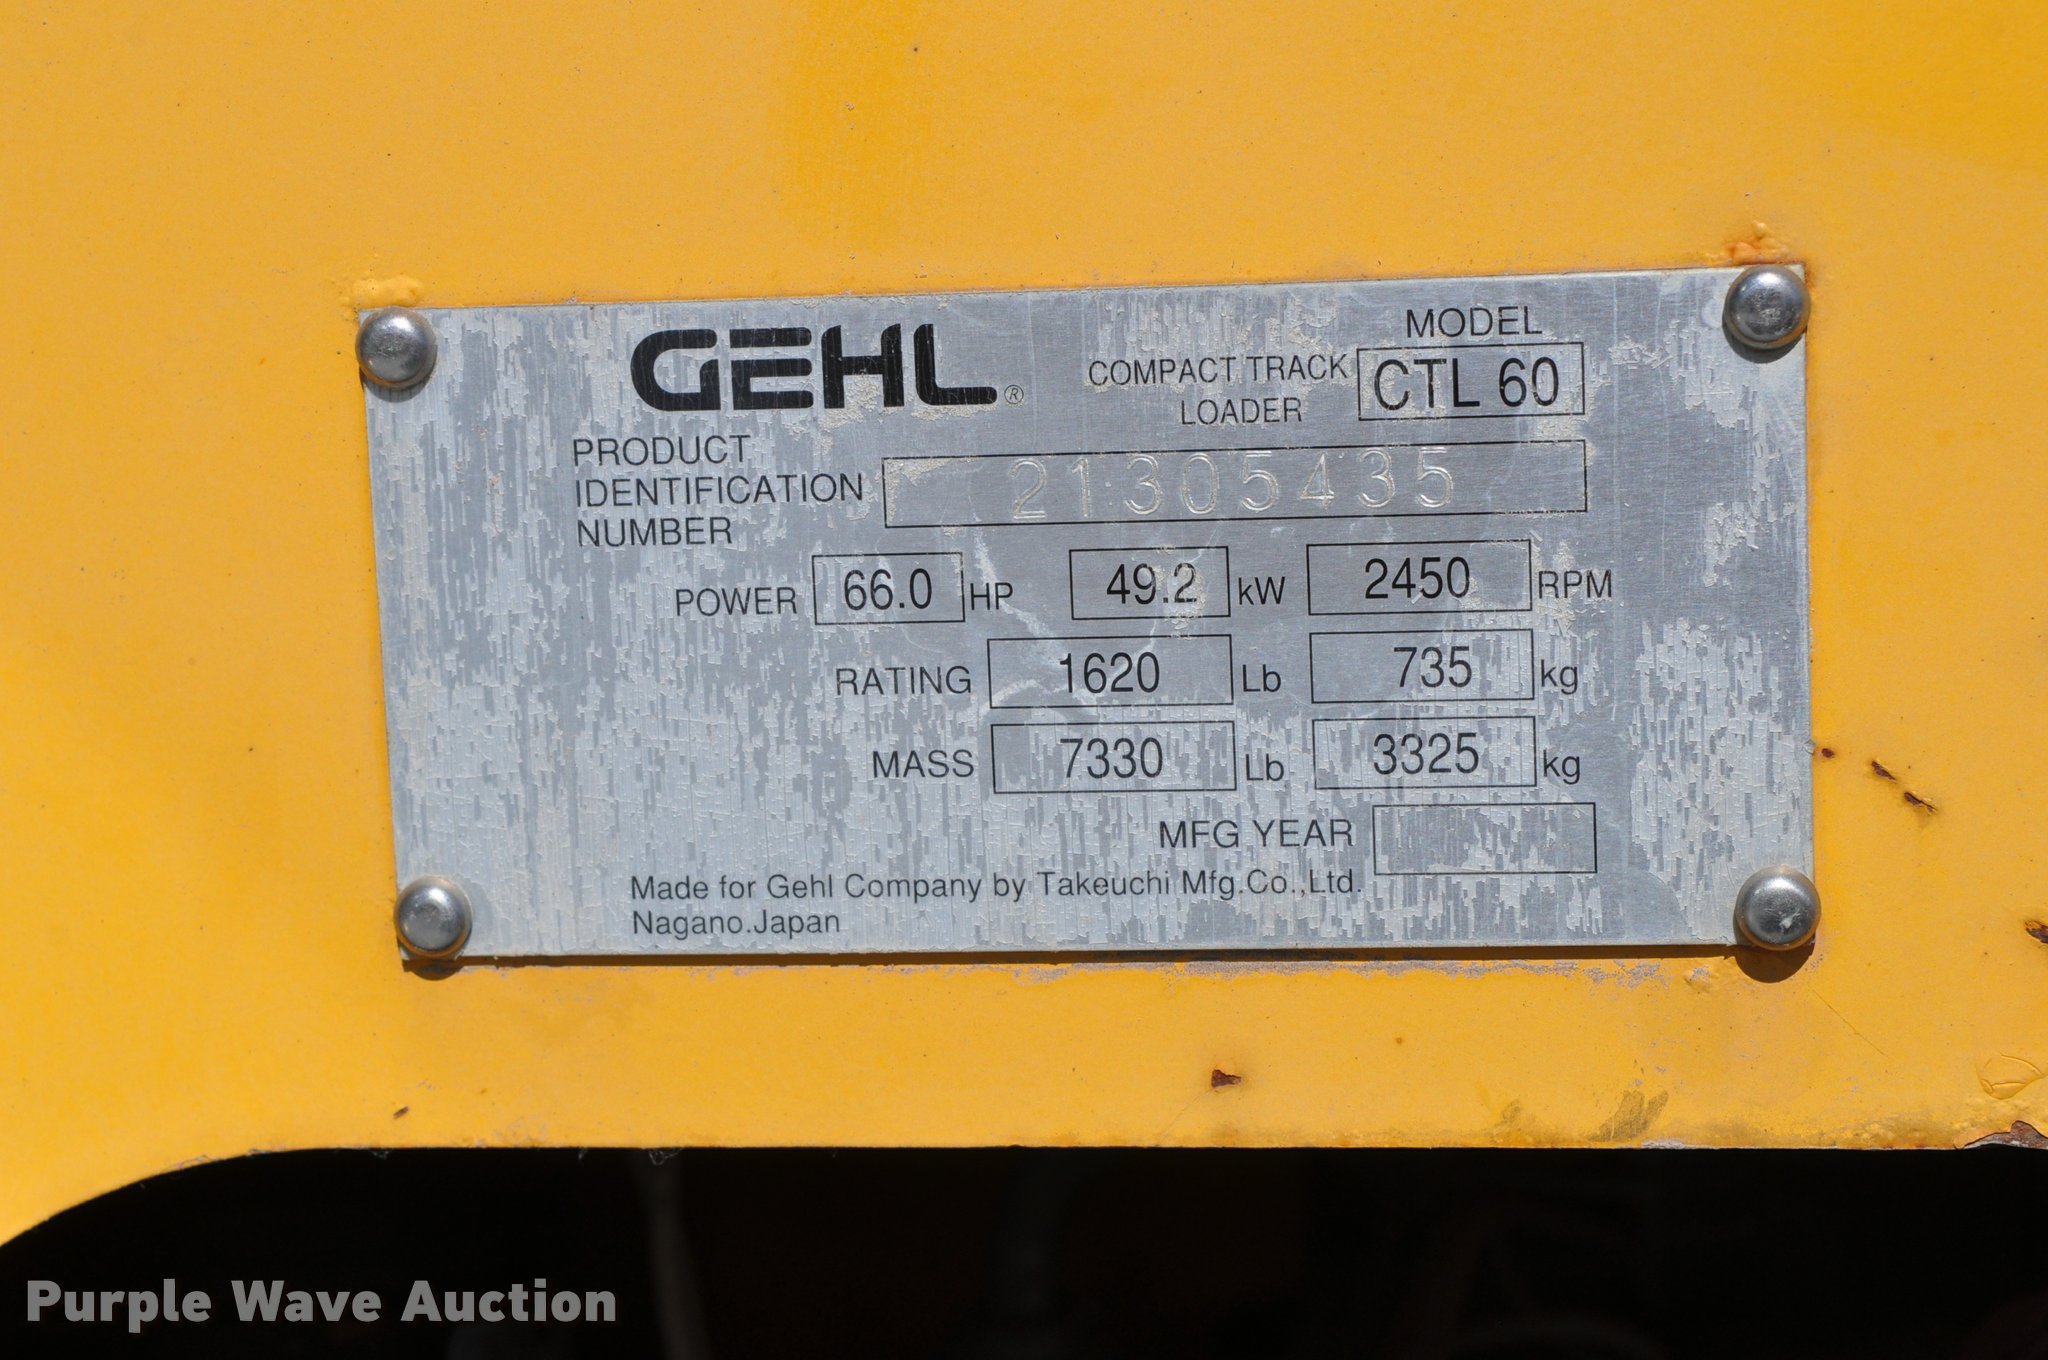 GEHL®
MODEL
COMPACT TRACK
LOADER
CTL 60
PRODUCT
IDENTIFICATION
NUMBER
21305435
POWER 66.0 HP 49.2 kW 2450 RPM
RATING 1620 Lb 735 kg
MASS 7330 Lb 3325 kg
MFG YEAR
Made for Gehl Company by Takeuchi Mfg.Co.,Ltd.
Nagano.Japan
Purple Wave Auction